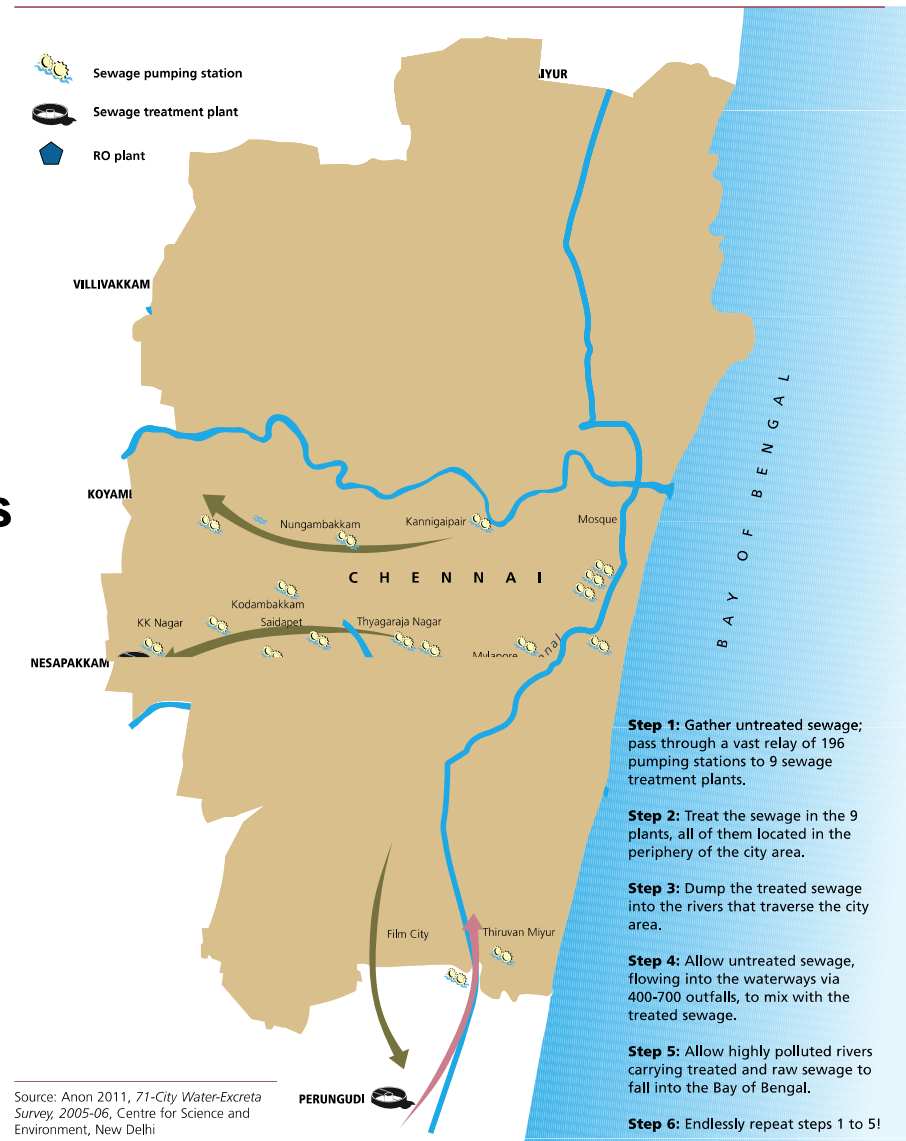 Sewage pumping station
Sewage treatment plant
RO plant
IYUR
VILLIVAKKAM
BAY OF BENGAL
KOYAM
s
Nungambakkam
Kannigaipair
Mosque
CHENNAI
Kodambakkam
KK Nagar
Saidapet
Thyagaraja Nagar
Mylapore
nal
NESAPAKKAM
Step 1: Gather untreated sewage;
pass through a vast relay of 196
pumping stations to 9 sewage
treatment plants.
Step 2: Treat the sewage in the 9
plants, all of them located in the
periphery of the city area.
Step 3: Dump the treated sewage
into the rivers that traverse the city
area.
Step 4: Allow untreated sewage,
flowing into the waterways via
400-700 outfalls, to mix with the
treated sewage.
Step 5: Allow highly polluted rivers
carrying treated and raw sewage to
fall into the Bay of Bengal.
Step 6: Endlessly repeat steps 1 to 5!
Film City
Thiruvan Miyur
PERUNGUDI
Source: Anon 2011, 71-City Water-Excreta
Survey, 2005-06, Centre for Science and
Environment, New Delhi